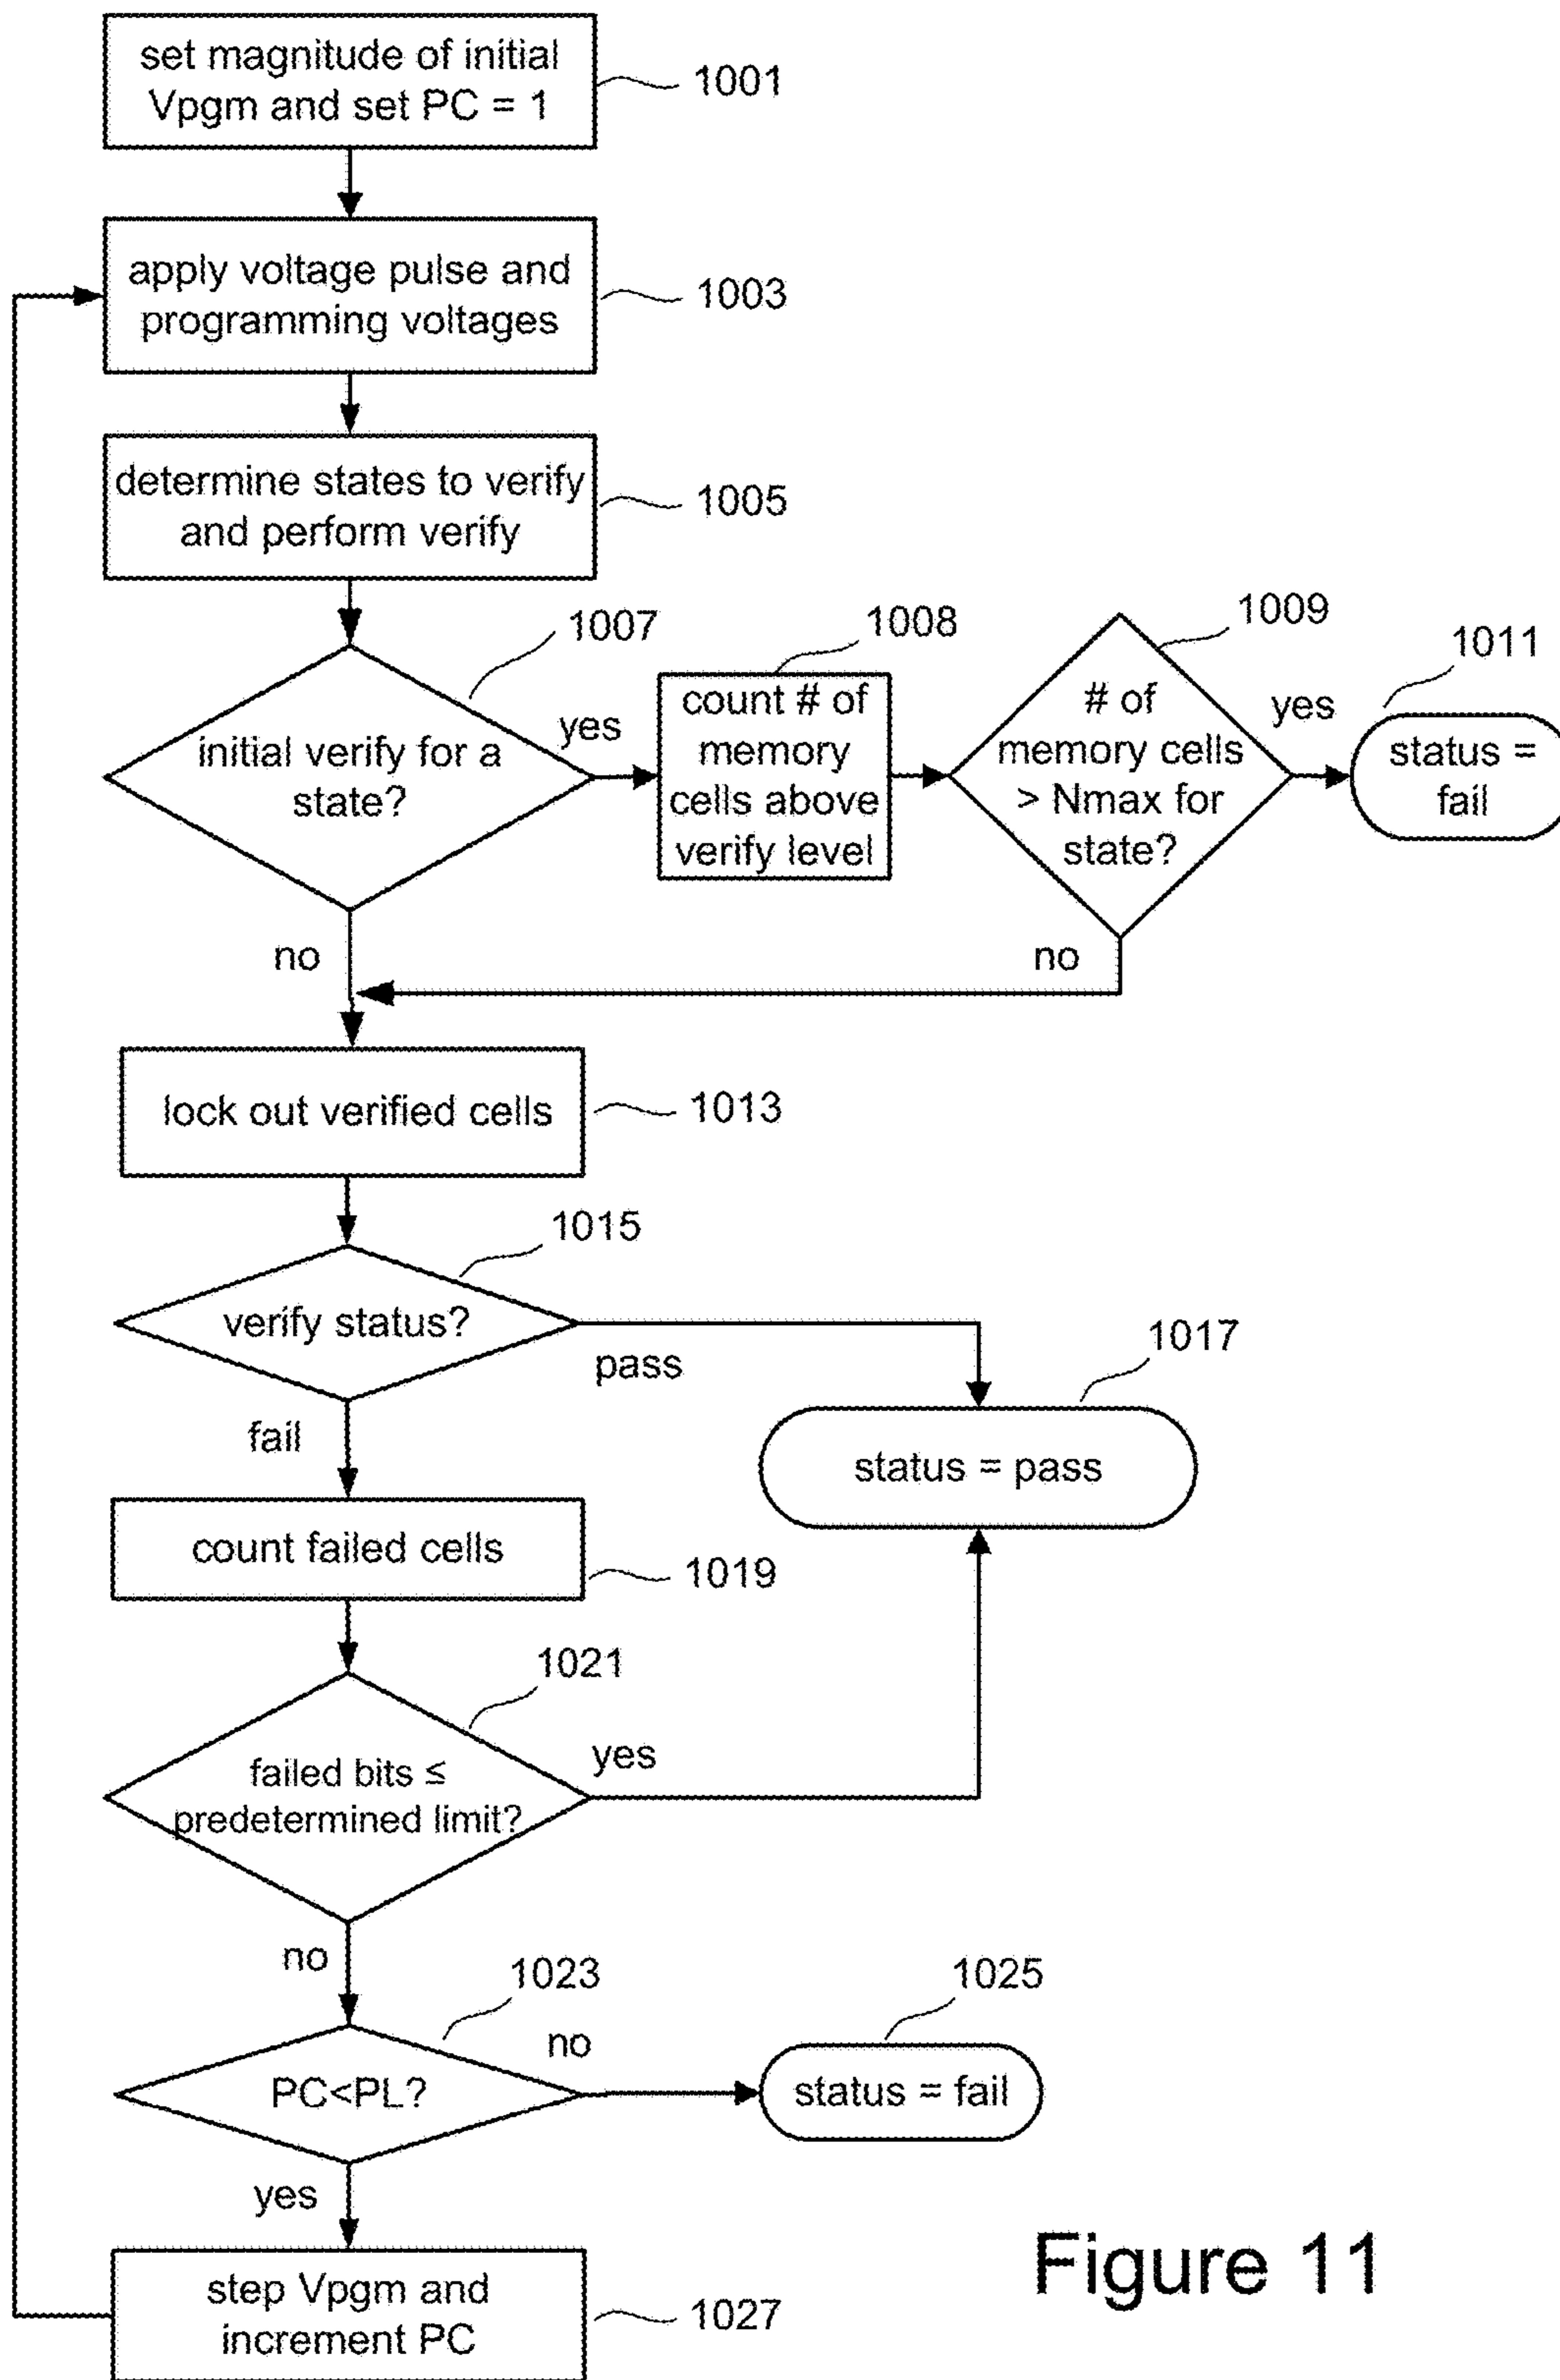 set magnitude of initial
Vpgm and set PC = 1
1001
apply voltage pulse and
programming voltages
1003
determine states to verify
and perform verify
1005
1007
initial verify for a
state?
yes
1008
count # of
memory
cells above
verify level
1009
# of
memory cells
> Nmax for
state?
yes
1011
status =
fail
no
no
lock out verified cells
1013
1015
verify status?
pass
1017
status = pass
fail
count failed cells
1019
1021
failed bits ≤
predetermined limit?
yes
no
1023
PC<PL?
no
1025
status = fail
yes
step Vpgm and
increment PC
1027
Figure 11